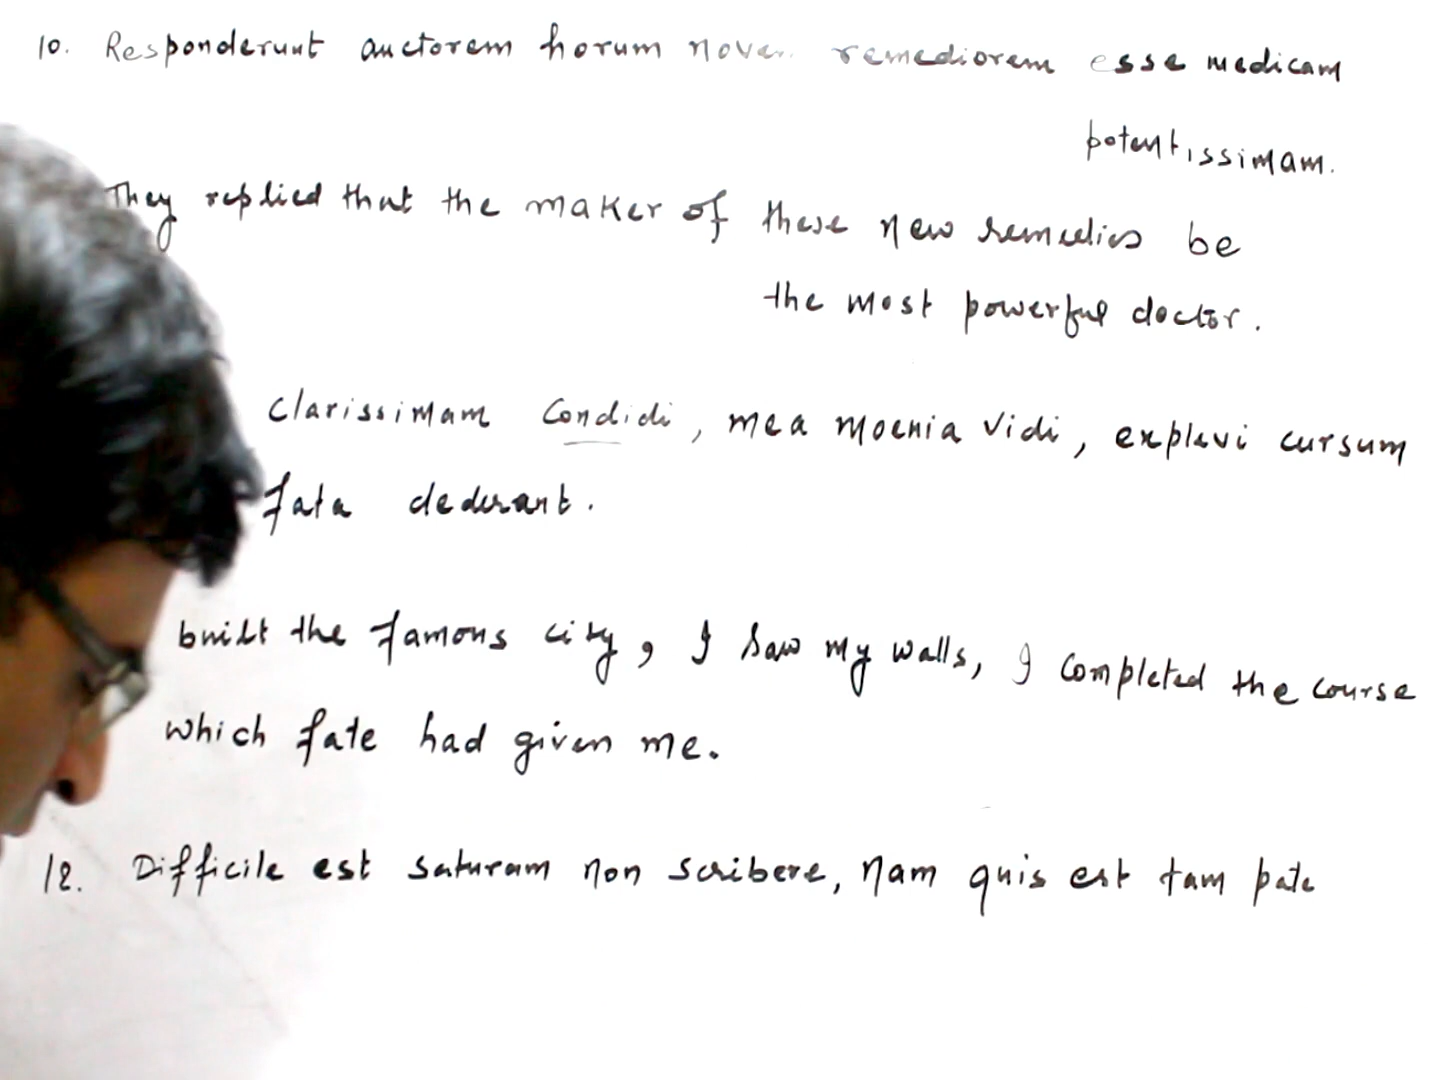 10. Responderunt auctorem horum remediorem esse medicam
potentissimam.
They replied that the maker of these new remedies be
the most powerful doctor.
clarissimam condidi, mea moenia vidi, explevi cursum
fata dederant.
built the famous city, I saw my walls, I completed the course
which fate had given me.
12. Difficile est saturam non scribere, nam quis est tam pate